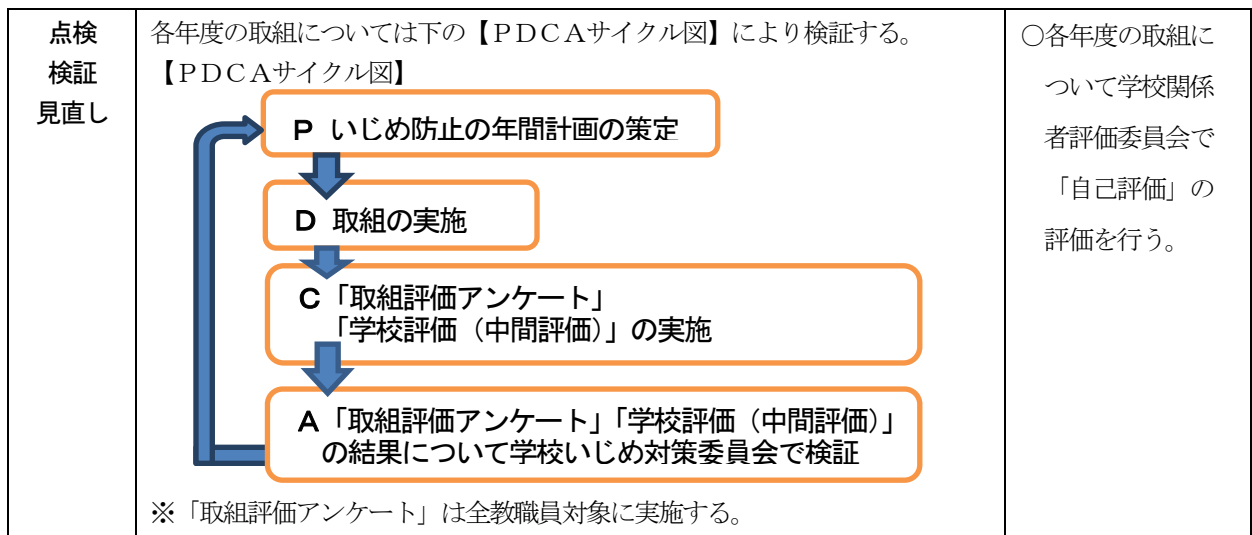 点検
検証
見直し
各年度の取組については下の【ＰＤＣＡサイクル図】により検証する。
【ＰＤＣＡサイクル図】
Ｐ いじめ防止の年間計画の策定
Ｄ 取組の実施
Ｃ「取組評価アンケート」
「学校評価（中間評価）」の実施
Ａ「取組評価アンケート」「学校評価（中間評価）」
の結果について学校いじめ対策委員会で検証
※「取組評価アンケート」は全教職員対象に実施する。
○各年度の取組に
ついて学校関係
者評価委員会で
「自己評価」の
評価を行う。